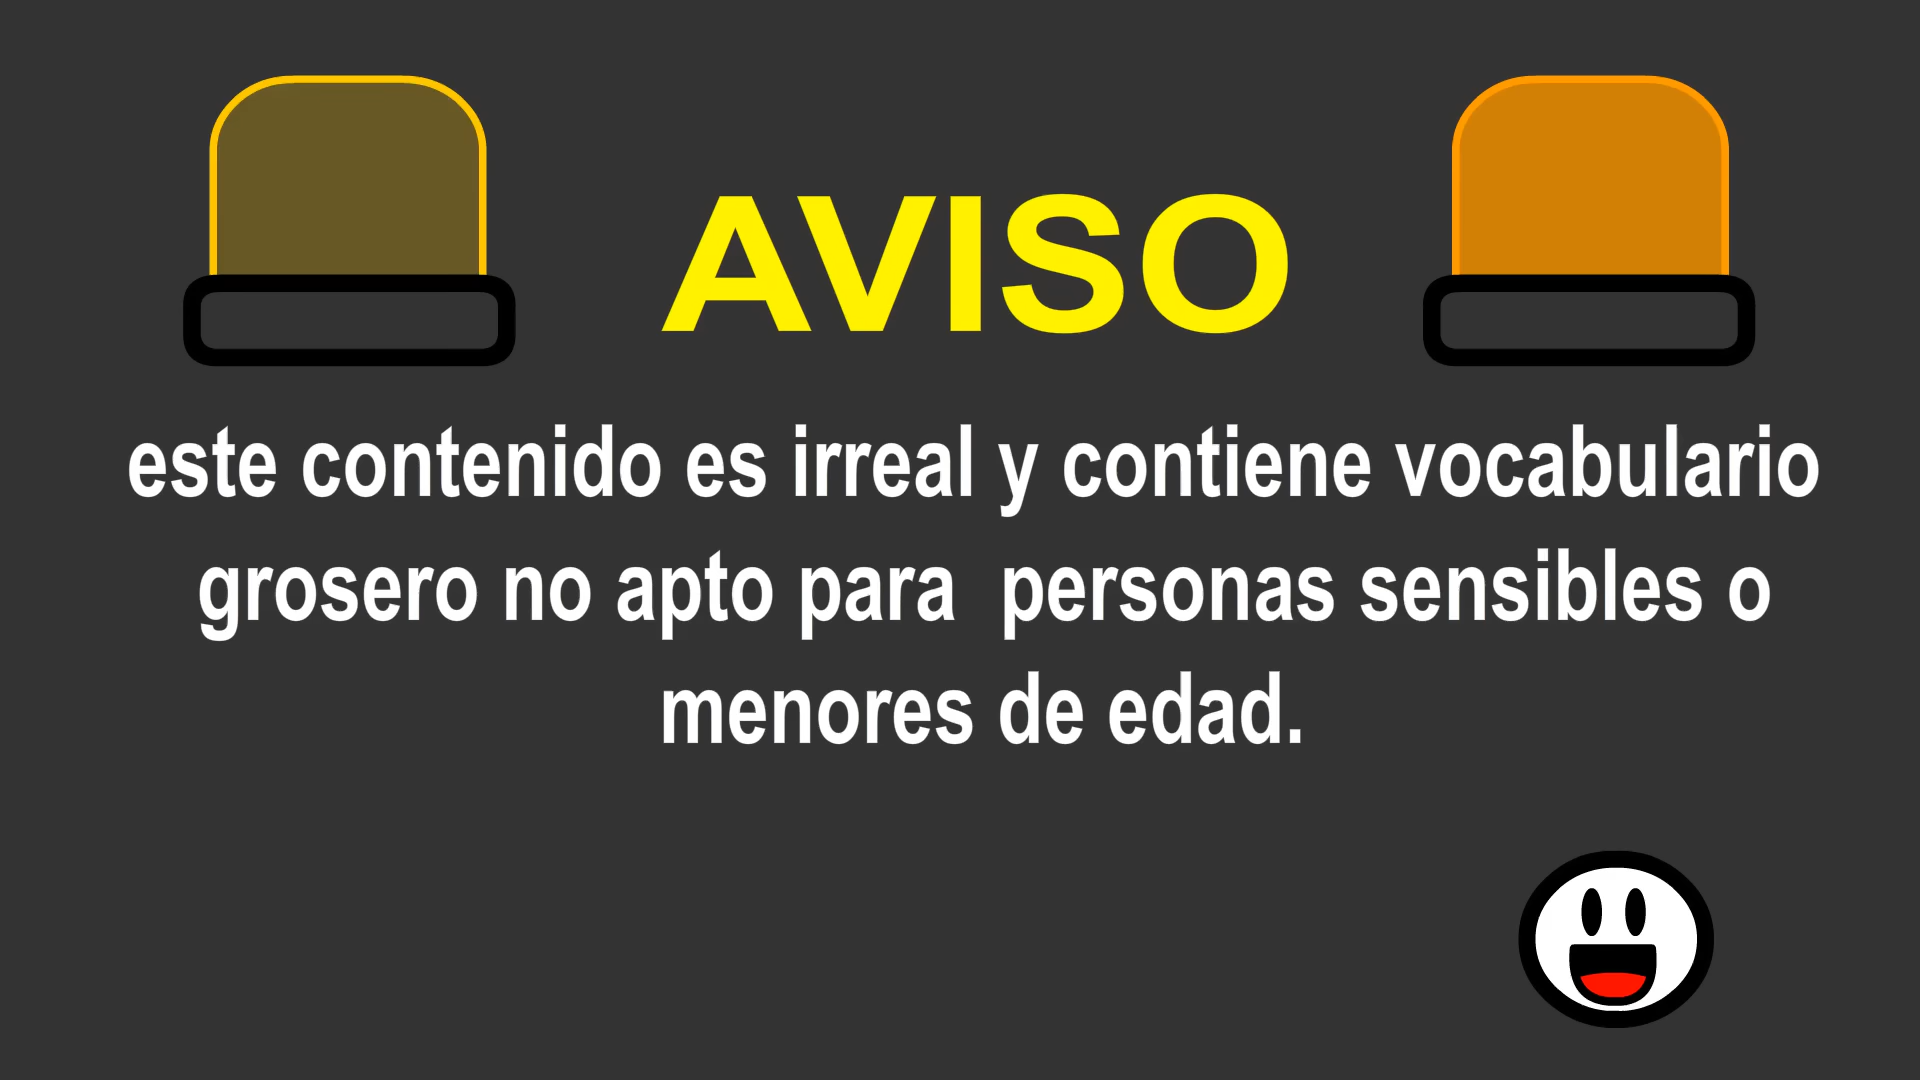 AVISO
este contenido es irreal y contiene vocabulario
grosero no apto para  personas sensibles o
menores de edad.